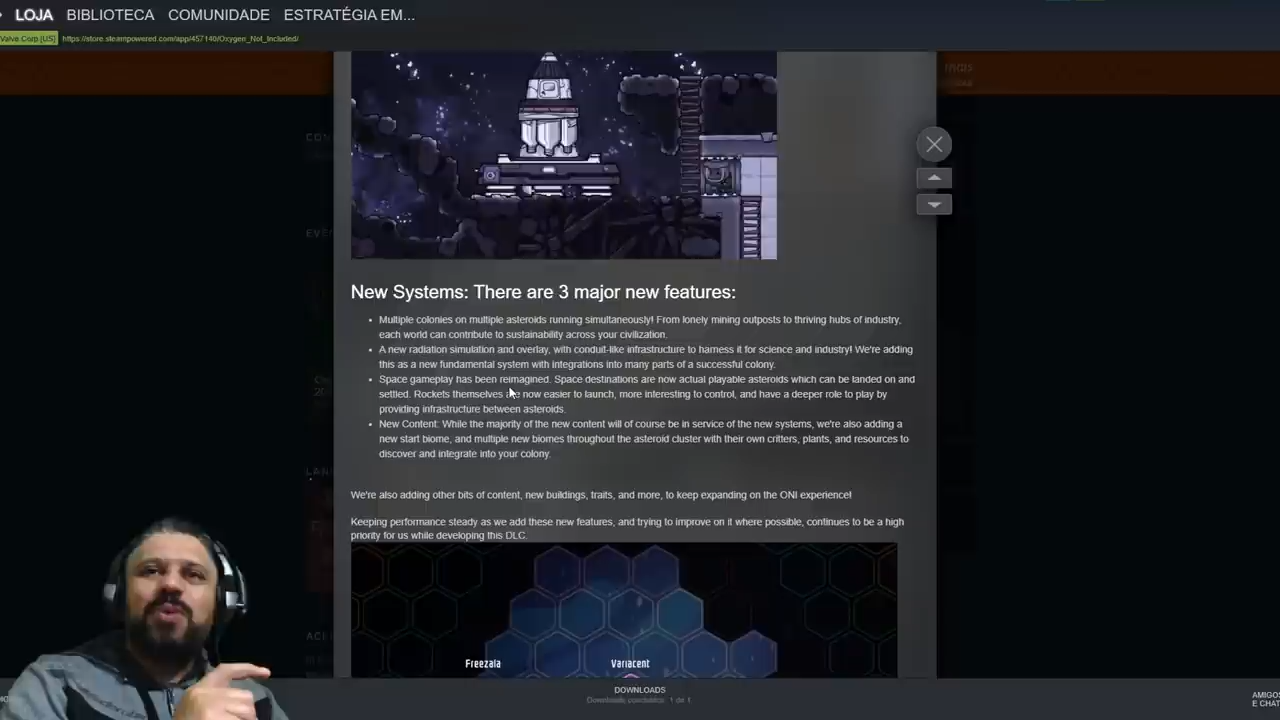 LOJA BIBLIOTECA COMUNIDADE ESTRATÉGIA EM...
Valve Corp [US] https://store.steampowered.com/app/457140/Oxygen_Not_Included/
New Systems: There are 3 major new features:
• Multiple colonies on multiple asteroids running simultaneously! From lonely mining outposts to thriving hubs of industry,
each world can contribute to sustainability across your civilization.
• A new radiation simulation and overlay, with conduit-like infrastructure to harness it for science and industry! We're adding
this as a new fundamental system with integrations into many parts of a successful colony.
• Space gameplay has been reimagined. Space destinations are now actual playable asteroids which can be landed on and
settled. Rockets themselves are now easier to launch, more interesting to control, and have a deeper role to play by
providing infrastructure between asteroids.
• New Content: While the majority of the new content will of course be in service of the new systems, we're also adding a
new start biome, and multiple new biomes throughout the asteroid cluster with their own critters, plants, and resources to
discover and integrate into your colony.
We're also adding other bits of content, new buildings, traits, and more, to keep expanding on the ONI experience!
Keeping performance steady as we add these new features, and trying to improve on it where possible, continues to be a high
priority for us while developing this DLC.
Freezala Variacent
DOWNLOADS
1 de 1
AMIGOS
E CHAT